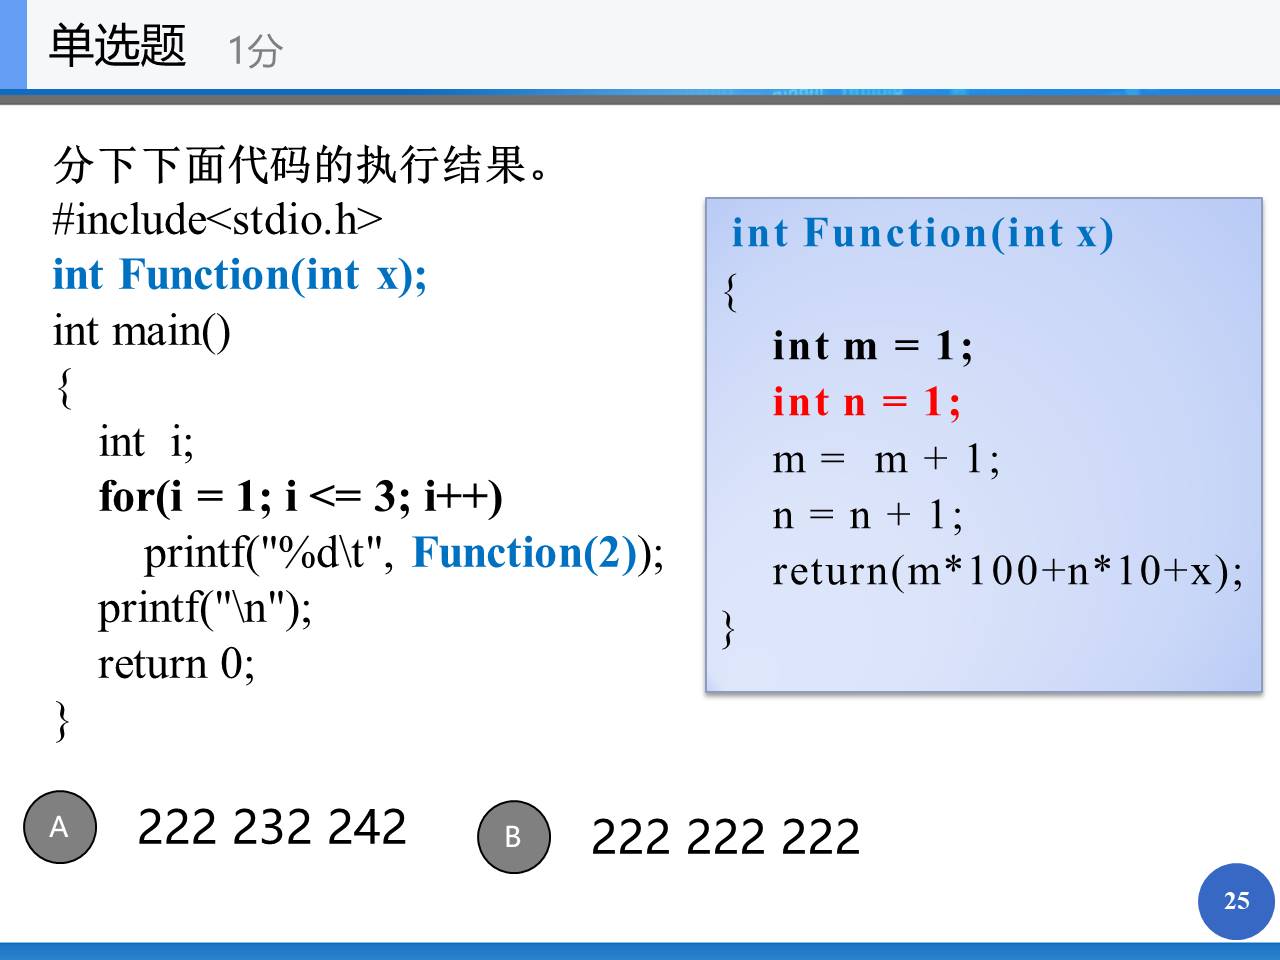 单选题 1分
分下下面代码的执行结果。
#include<stdio.h>
int Function(int x);
int main()
{
int i;
for(i = 1; i <= 3; i++)
printf("%d\t", Function(2));
printf("\n");
return 0;
}
int Function(int x)
{
int m = 1;
int n = 1;
m = m + 1;
n = n + 1;
return(m*100+n*10+x);
}
A 222 232 242
B 222 222 222
25